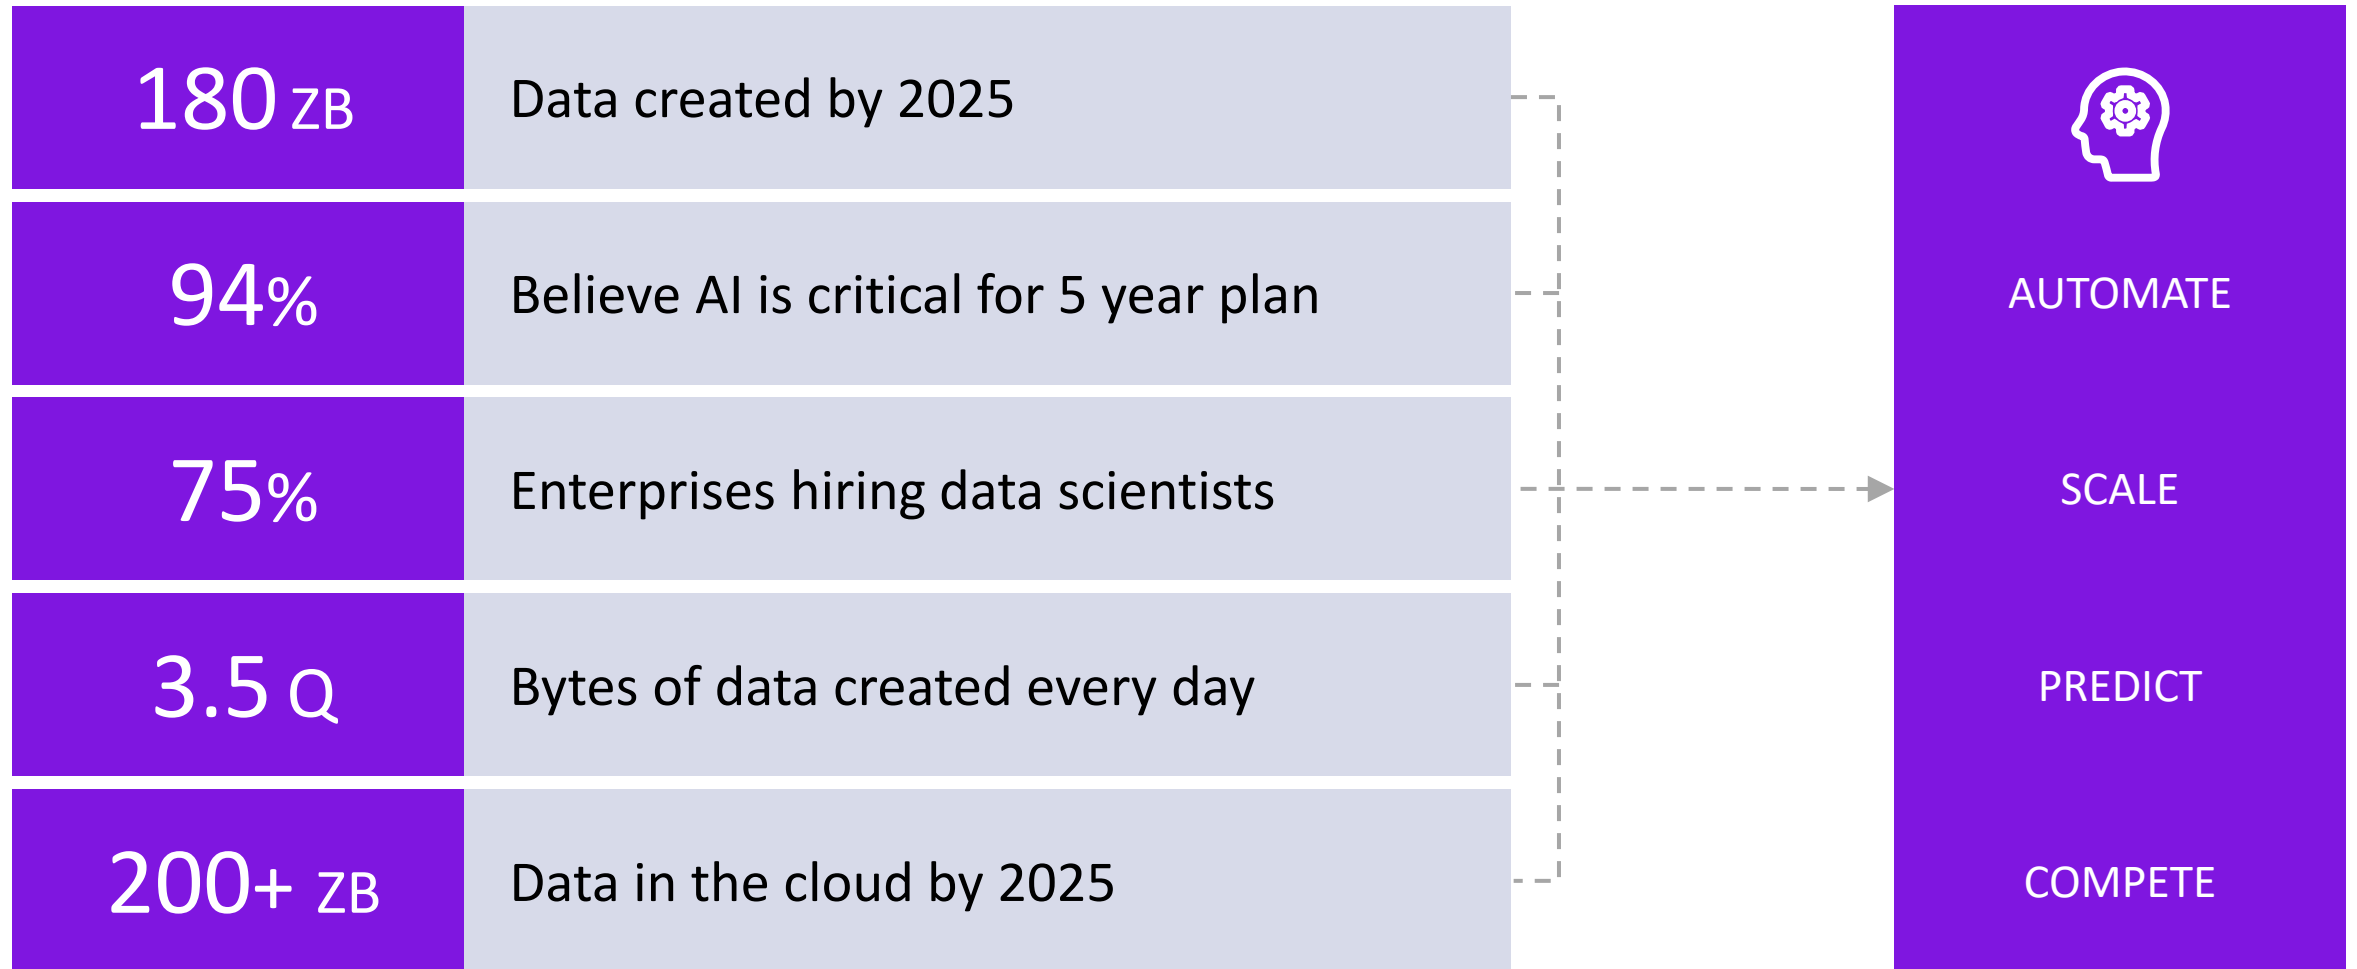 180 ZB
Data created by 2025
94%
Believe AI is critical for 5 year plan
75%
Enterprises hiring data scientists
3.5 Q
Bytes of data created every day
200+ ZB
Data in the cloud by 2025
AUTOMATE
SCALE
PREDICT
COMPETE